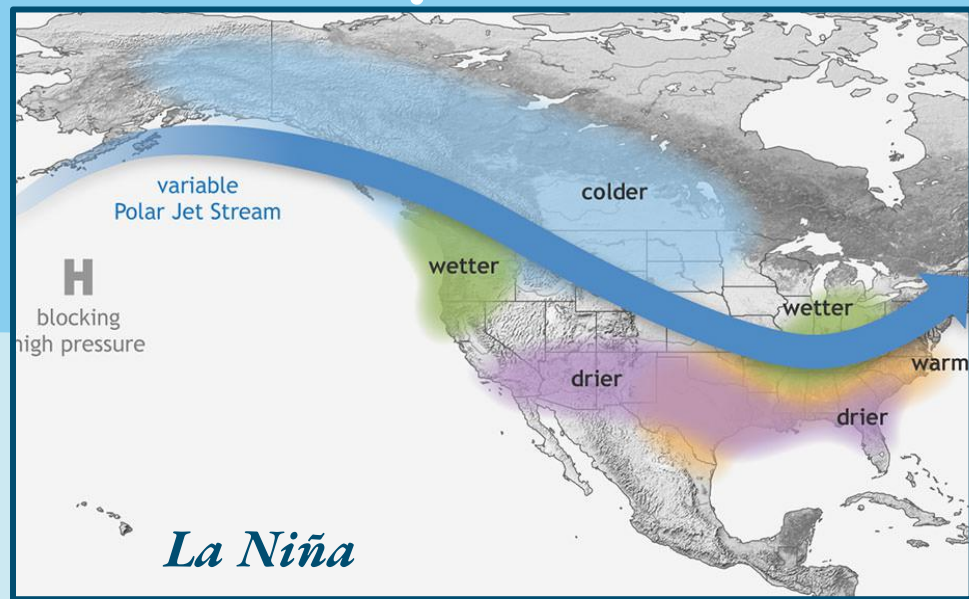 colder
variable
Polar Jet Stream
wetter
H
blocking
high pressure
wetter
warm
drier
drier
La Niña